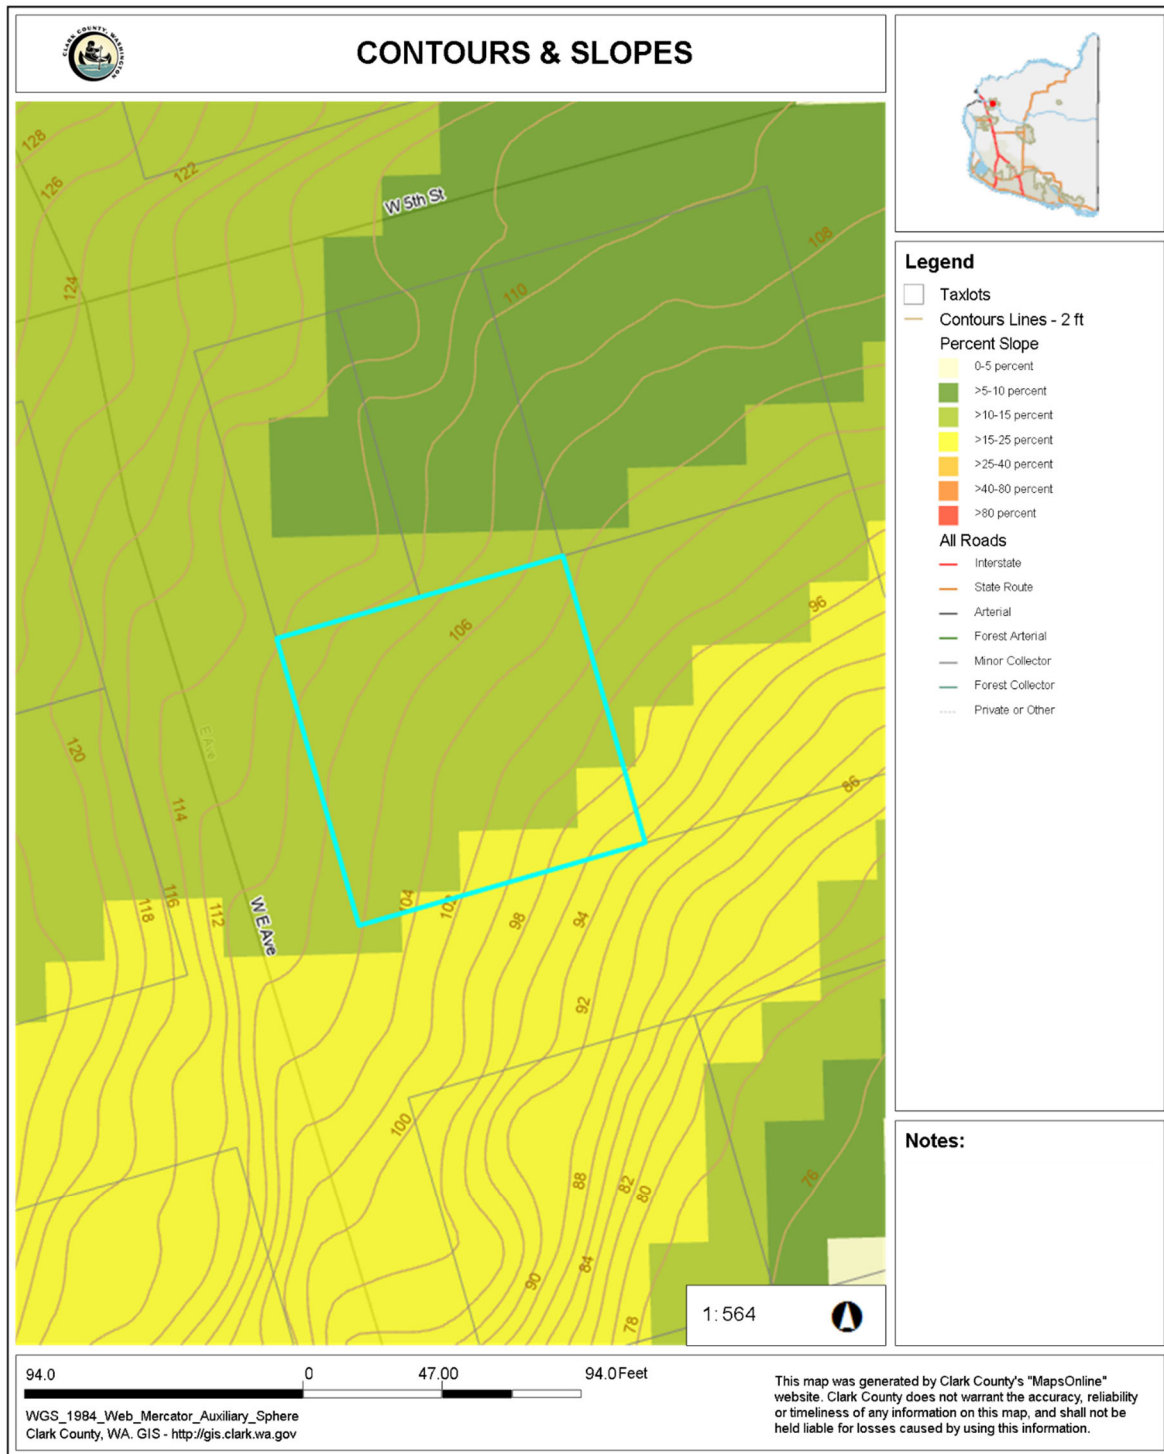 CLARK COUNTY, WASHINGTON
CONTOURS & SLOPES
128
126
122
124
W 5th St
110
108
106
96
120
E Ave
114
86
104
102
116
118
112
98
94
W E Ave
92
100
88
82
80
76
90
84
78
1: 564
Legend
Taxlots
Contours Lines - 2 ft
Percent Slope
0-5 percent
>5-10 percent
>10-15 percent
>15-25 percent
>25-40 percent
>40-80 percent
>80 percent
All Roads
Interstate
State Route
Arterial
Forest Arterial
Minor Collector
Forest Collector
Private or Other
Notes:
94.0 0 47.00 94.0 Feet
WGS_1984_Web_Mercator_Auxiliary_Sphere
Clark County, WA. GIS - http://gis.clark.wa.gov
This map was generated by Clark County's "MapsOnline"
website. Clark County does not warrant the accuracy, reliability
or timeliness of any information on this map, and shall not be
held liable for losses caused by using this information.